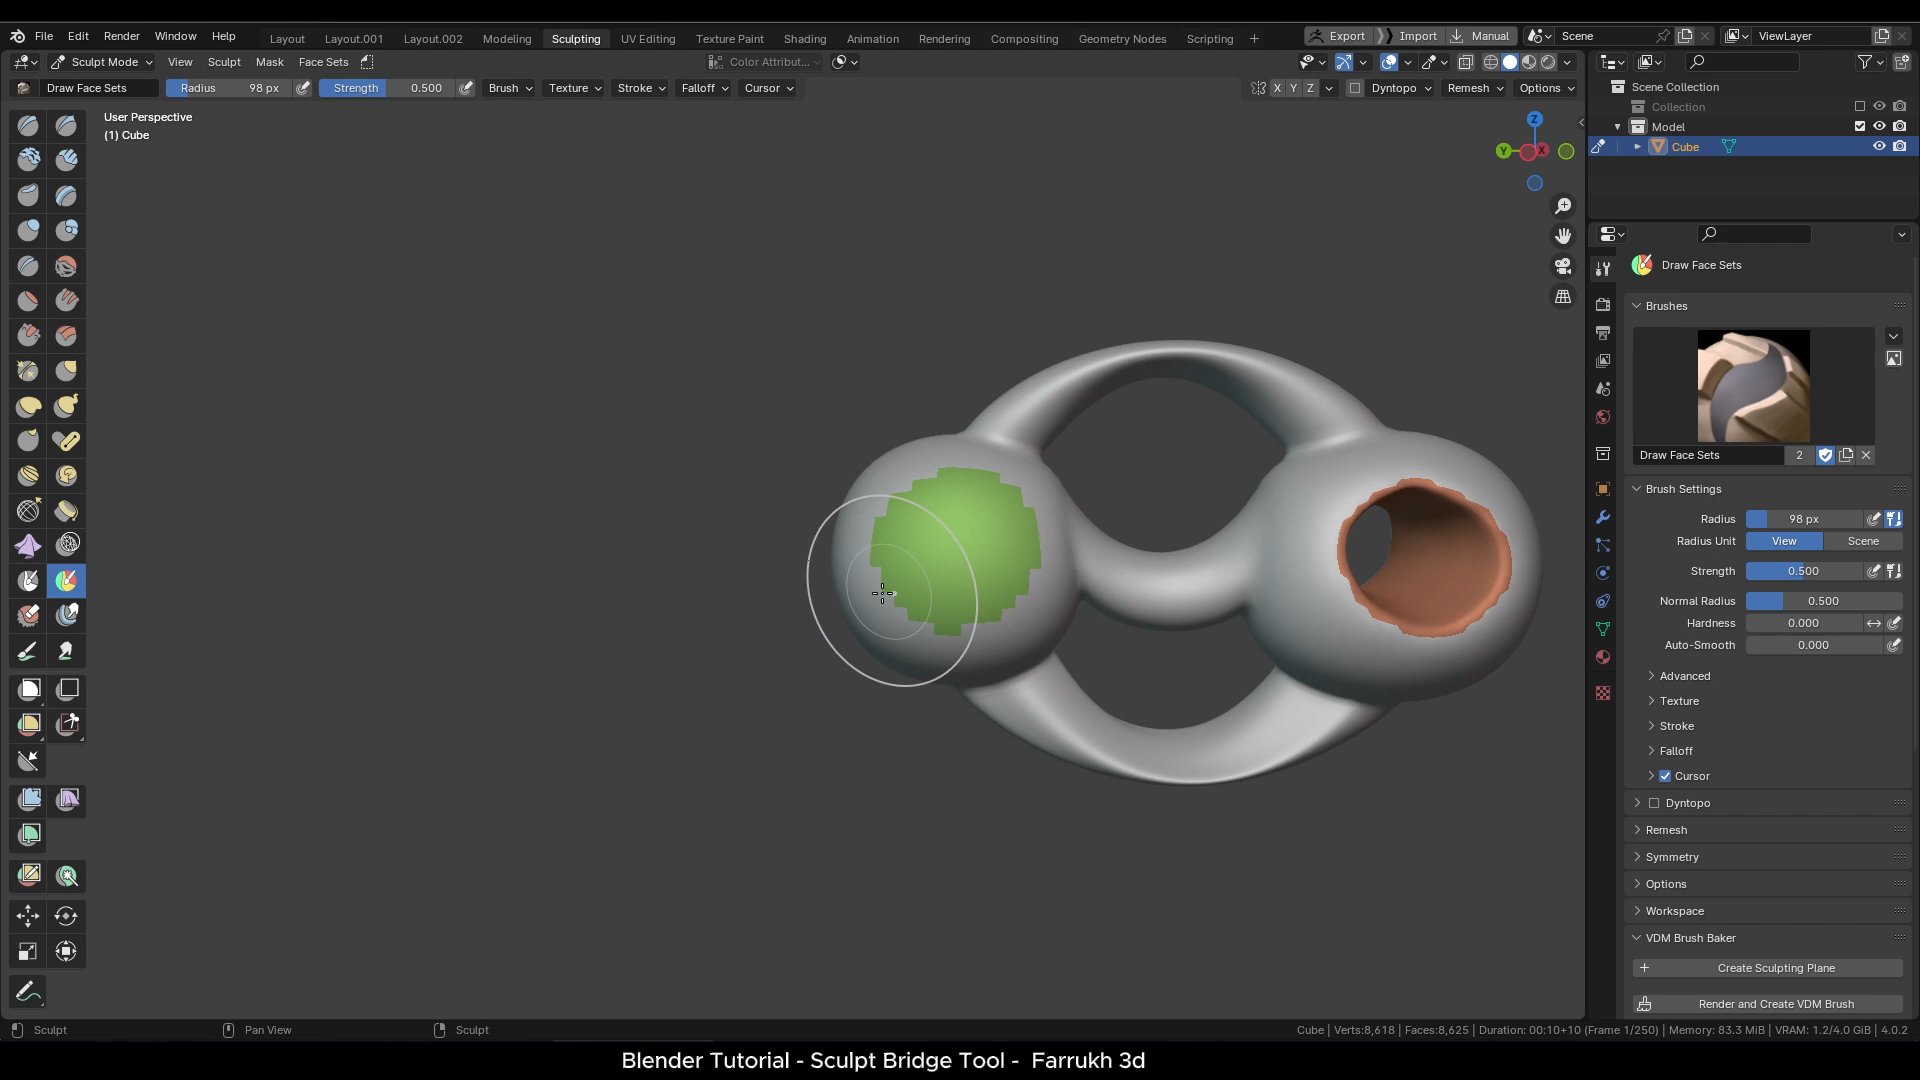 File Edit Render Window Help Layout Layout.001 Layout.002 Modeling Sculpting UV Editing Texture Paint Shading Animation Rendering Compositing Geometry Nodes Scripting + Export Import Manual Scene ViewLayer
Sculpt Mode View Sculpt Mask Face Sets Color Attribut...
Draw Face Sets Radius 98 px Strength 0.500 Brush Texture Stroke Falloff Cursor X Y Z Dyntopo Remesh Options
User Perspective
(1) Cube
Z
Y X
Scene Collection
Collection
Model
Cube
Draw Face Sets
Brushes
Draw Face Sets 2
Brush Settings
Radius 98 px
Radius Unit View Scene
Strength 0.500
Normal Radius 0.500
Hardness 0.000
Auto-Smooth 0.000
Advanced
Texture
Stroke
Falloff
Cursor
Dyntopo
Remesh
Symmetry
Options
Workspace
VDM Brush Baker
Create Sculpting Plane
Render and Create VDM Brush
Sculpt Pan View Sculpt Cube | Verts:8,618 | Faces:8,625 | Duration: 00:10+10 (Frame 1/250) | Memory: 83.3 MiB | VRAM: 1.2/4.0 GiB | 4.0.2
Blender Tutorial - Sculpt Bridge Tool - Farrukh 3d